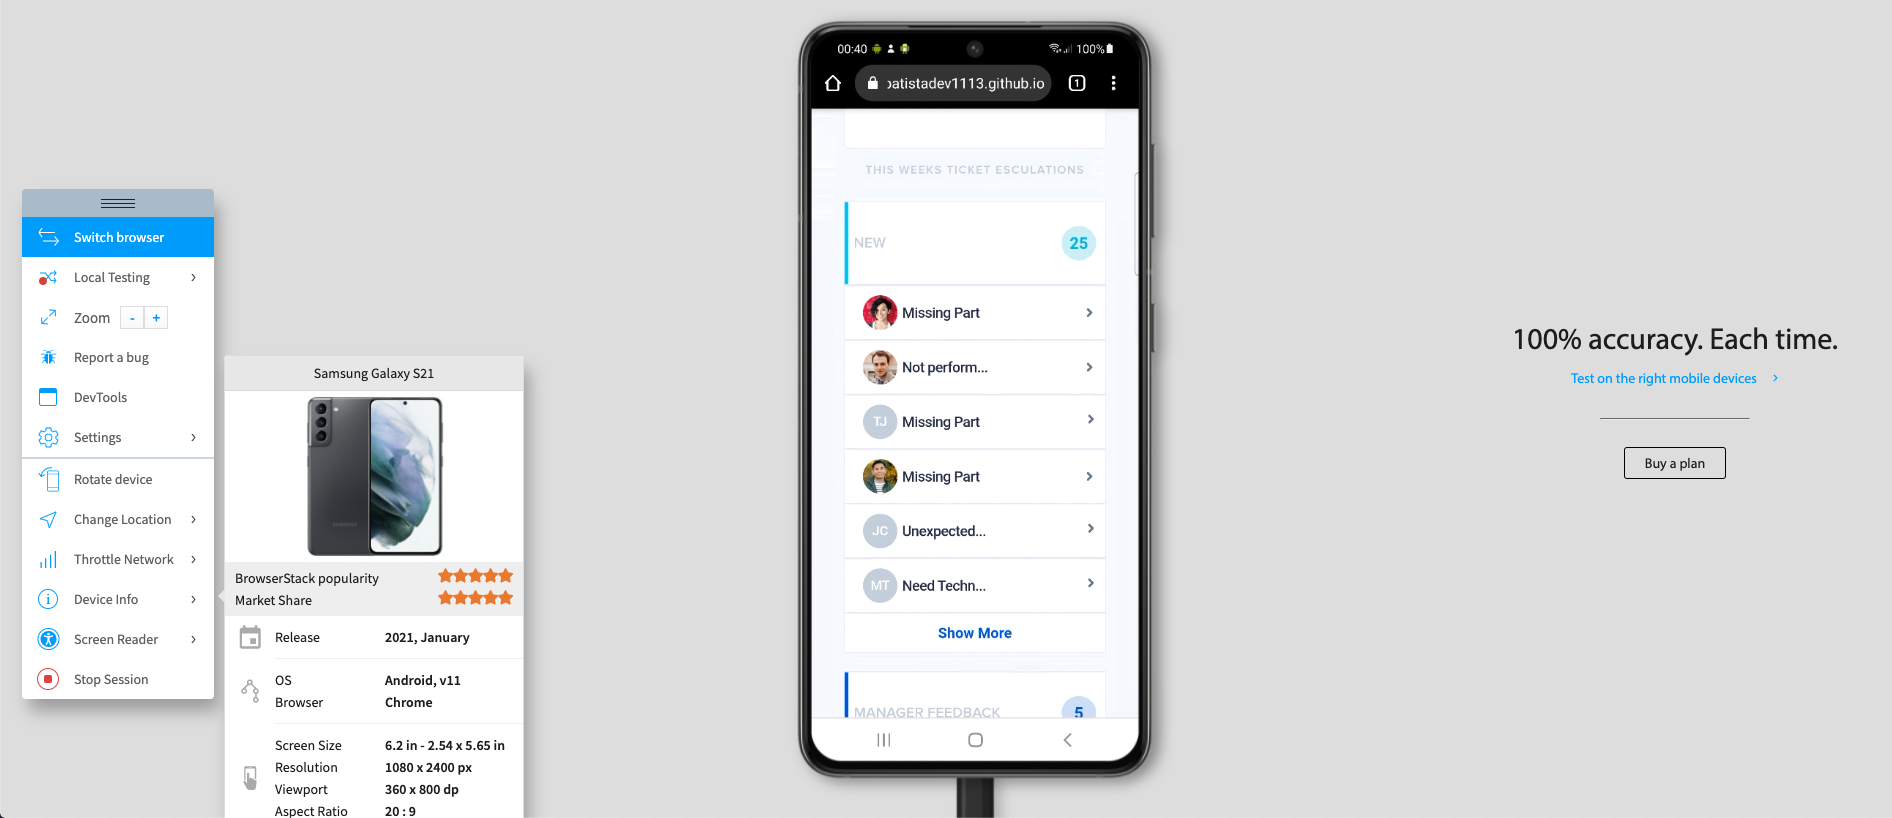 Switch browser
Local Testing
Zoom - +
Report a bug
DevTools
Settings
Rotate device
Change Location
Throttle Network
Device Info
Screen Reader
Stop Session
Samsung Galaxy S21
SAMSUNG
BrowserStack popularity
Market Share
Release 2021, January
OS Android, v11
Browser Chrome
Screen Size 6.2 in - 2.54 x 5.65 in
Resolution 1080 x 2400 px
Viewport 360 x 800 dp
Aspect Ratio 20 : 9
00:40 100%
batistadev1113.github.io 1
THIS WEEKS TICKET ESCULATIONS
NEW 25
Missing Part
Not perform...
TJ Missing Part
Missing Part
JC Unexpected...
MT Need Techn...
Show More
MANAGER FEEDBACK 5
100% accuracy. Each time.
Test on the right mobile devices
Buy a plan